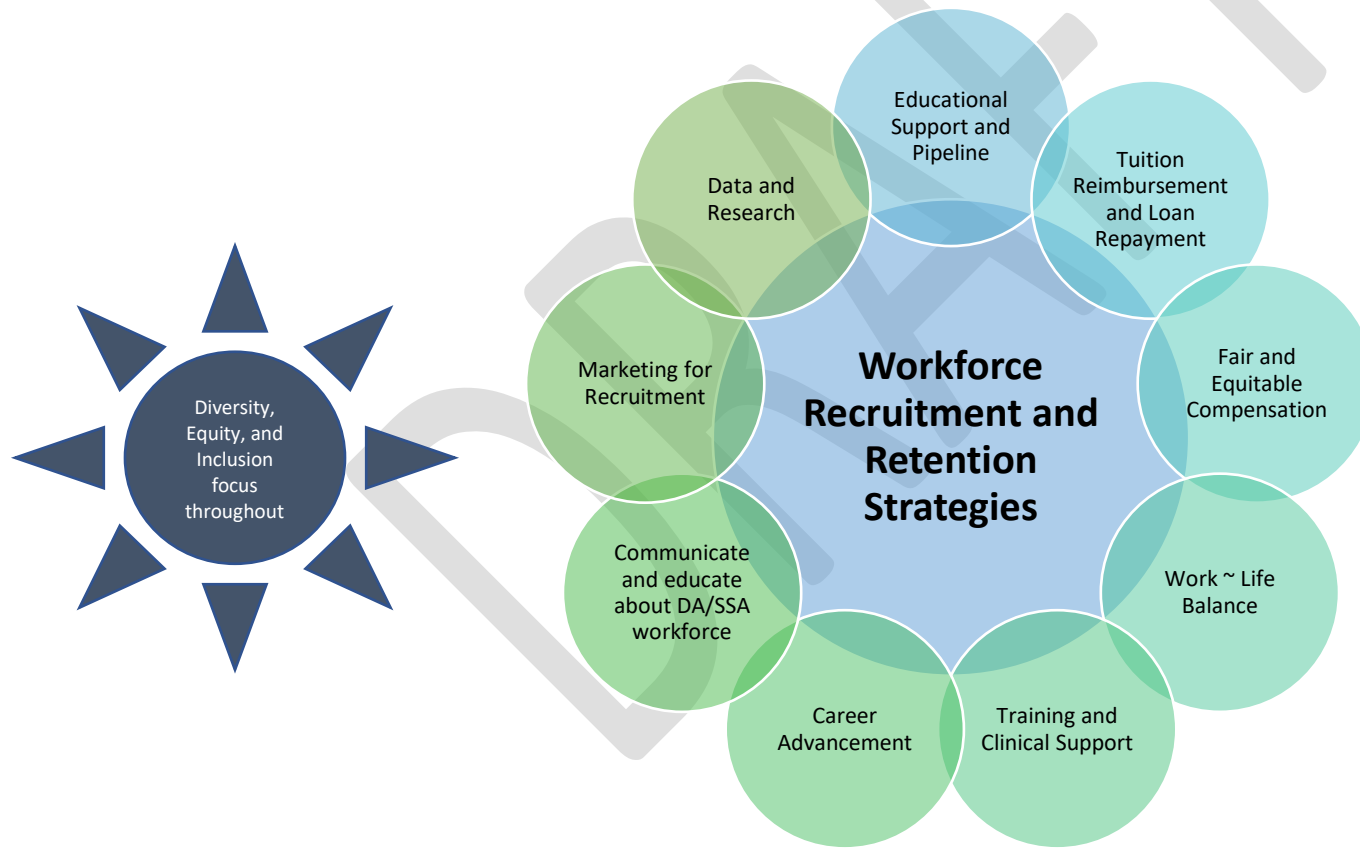 Educational
Support and
Pipeline
Tuition
Reimbursement
and Loan
Repayment
Fair and
Equitable
Compensation
Work ~ Life
Balance
Training and
Clinical Support
Career
Advancement
Communicate
and educate
about DA/SSA
workforce
Marketing for
Recruitment
Data and
Research
Workforce
Recruitment and
Retention
Strategies
Diversity,
Equity, and
Inclusion
focus
throughout
DRAFT